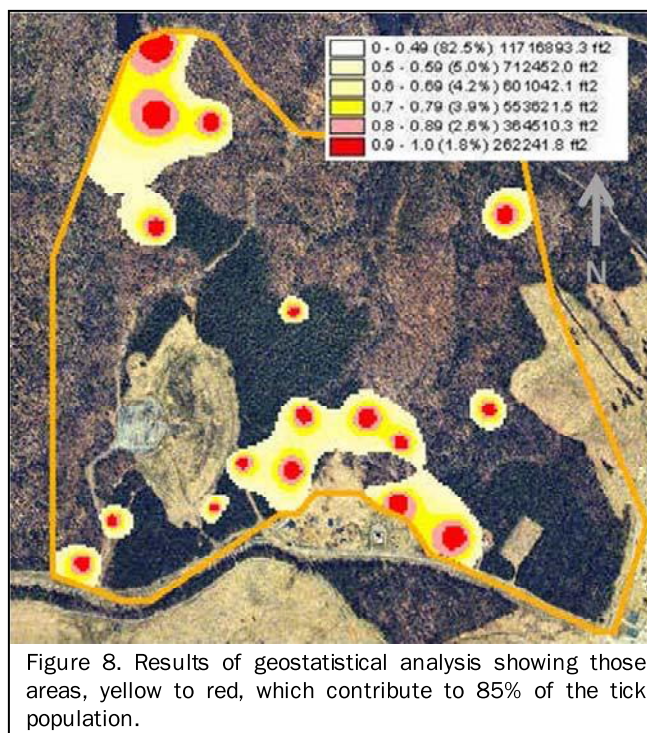 0 - 0.49 (82.5%) 11716893.3 ft2
0.5 - 0.59 (5.0%) 712452.0 ft2
0.6 - 0.69 (4.2%) 601042.1 ft2
0.7 - 0.79 (3.9%) 553621.5 ft2
0.8 - 0.89 (2.6%) 364510.3 ft2
0.9 - 1.0 (1.8%) 262241.8 ft2
N
Figure 8. Results of geostatistical analysis showing those
areas, yellow to red, which contribute to 85% of the tick
population.